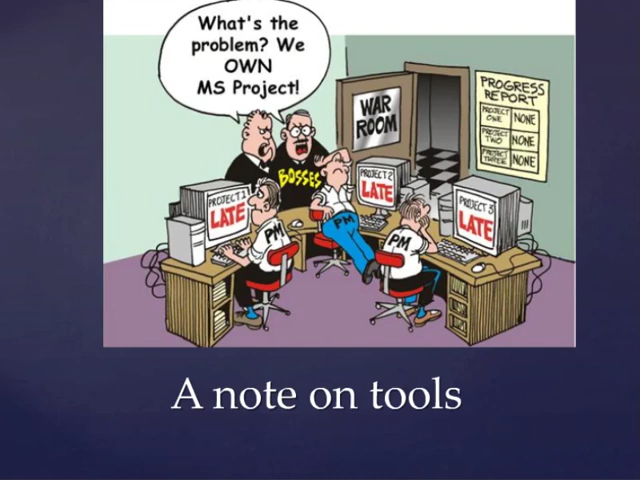 What's the
problem? We
OWN
MS Project!
WAR
ROOM
PROGRESS
REPORT
PROJECT
ONE
NONE
PROJECT
TWO
NONE
PROJECT
THREE
NONE
BOSSES
PROJECT 1
LATE
PROJECT 2
LATE
PROJECT 3
LATE
PM
PM
PM
A note on tools